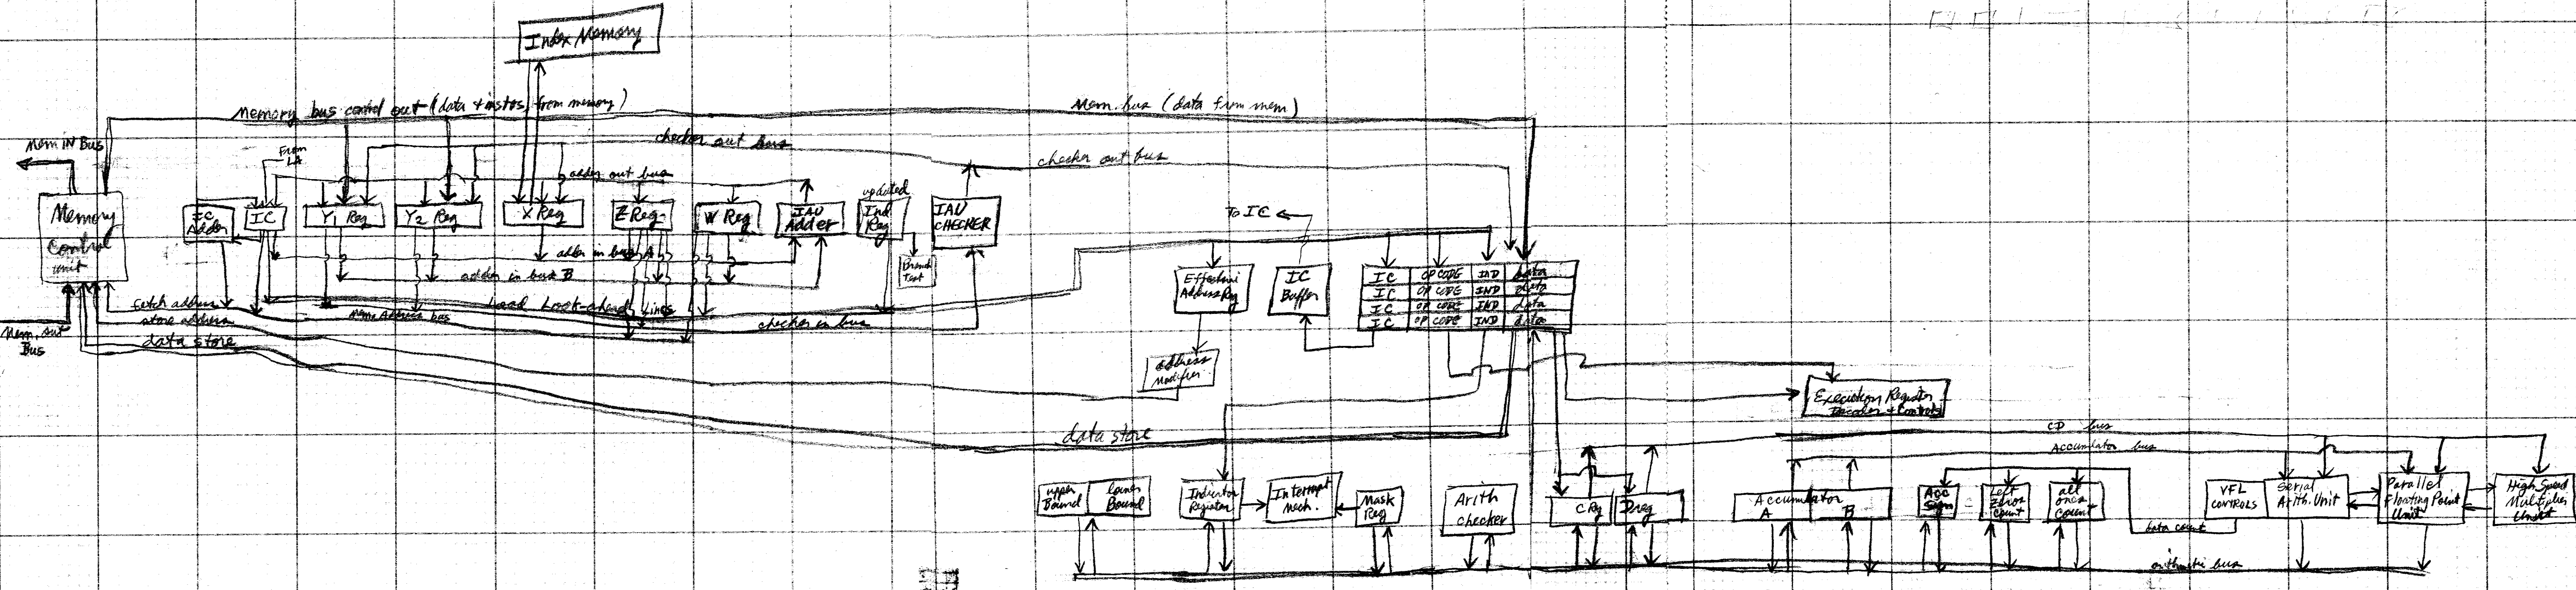 Index Memory
Memory bus control out (data + instos, from memory)
Mem. bus (data from mem)
Mem IN Bus
From
LA
checker out bus
checker out bus
adder out bus
updated
Memory
Control
unit
IC
Adder
IC
Y1 Reg
Y2 Reg
X Reg
Z Reg
W Reg
IAU
Adder
Ind
Reg
IAU
CHECKER
Branch
Test
To IC
adder in bus A
adder in bus B
Fetch address
Load Look-ahead Lines
store address
mem. Address bus
checker in bus
Mem. out
Bus
data store
Effective
Address Reg
IC
Buffer
IC OP CODE IND data
IC OP CODE IND data
IC OP CODE IND data
IC OP CODE IND data
address
modifier
Execution Register
Decoder + Controls
data store
CD bus
Accumulator bus
upper
Bound
lower
Bound
Indicator
Register
Interrupt
Mech.
Mask
Reg
Arith
checker
C Reg
D reg
Accumulator
A B
Acc
Sign
Left
Zeros
count
all
ones
count
VFL
CONTROLS
Serial
Arith. Unit
Parallel
Floating Point
Unit
High Speed
Multiplier
Unit
data count
arithmetic bus